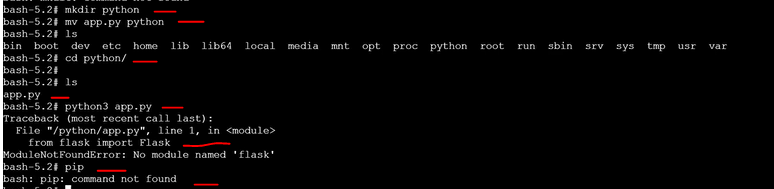 bash-5.2# mkdir python
bash-5.2# mv app.py python
bash-5.2# ls
bin boot dev etc home lib lib64 local media mnt opt proc python root run sbin srv sys tmp usr var
bash-5.2# cd python/
bash-5.2#
bash-5.2# ls
app.py
bash-5.2# python3 app.py
Traceback (most recent call last):
File "/python/app.py", line 1, in <module>
from flask import Flask
ModuleNotFoundError: No module named 'flask'
bash-5.2# pip
bash: pip: command not found